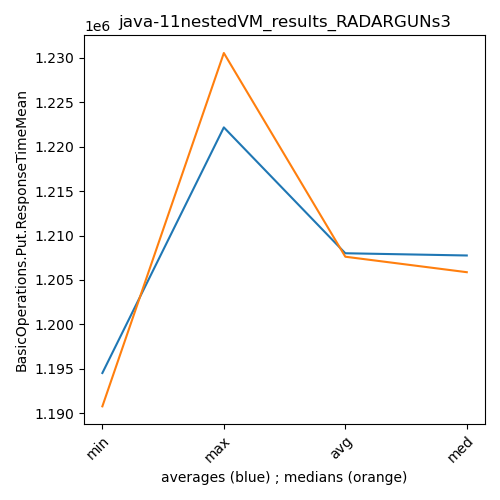 java-11nestedVM_results_RADARGUNs3
1e6
1.230
1.225
1.220
1.215
1.210
1.205
1.200
1.195
1.190
BasicOperations.Put.ResponseTimeMean
min
max
avg
med
averages (blue) ; medians (orange)